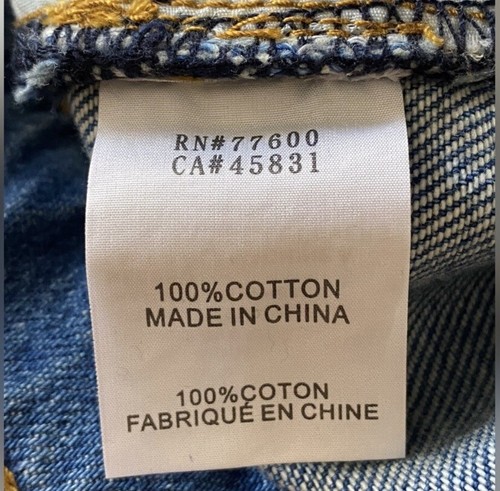 RN#77600
CA#45831
100%COTTON
MADE IN CHINA
100%COTON
FABRIQUÉ EN CHINE